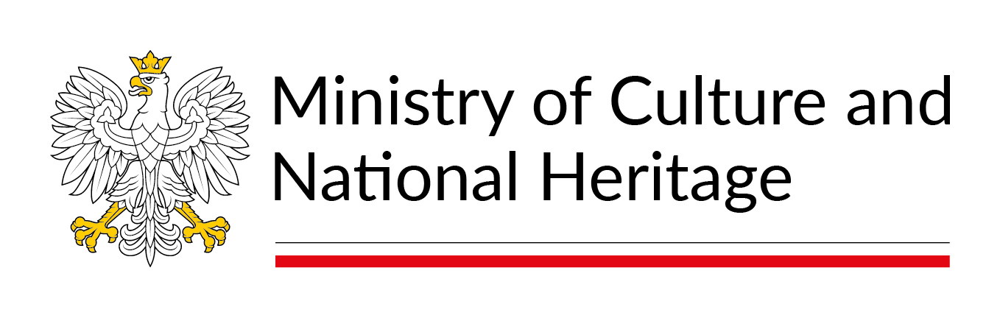 Ministry of Culture and
National Heritage